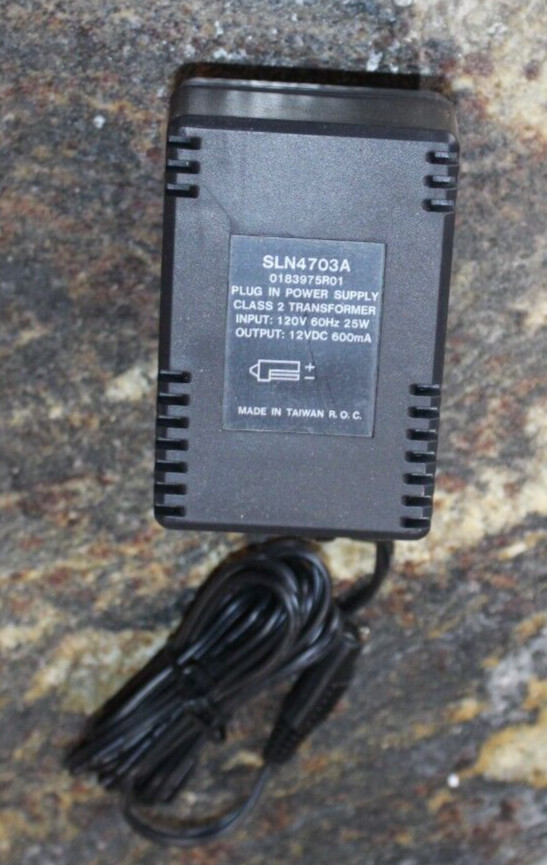 SLN4703A
0183975R01
PLUG IN POWER SUPPLY
CLASS 2 TRANSFORMER
INPUT: 120V 60Hz 25W
OUTPUT: 12VDC 600mA
+
−
MADE IN TAIWAN R. O. C.